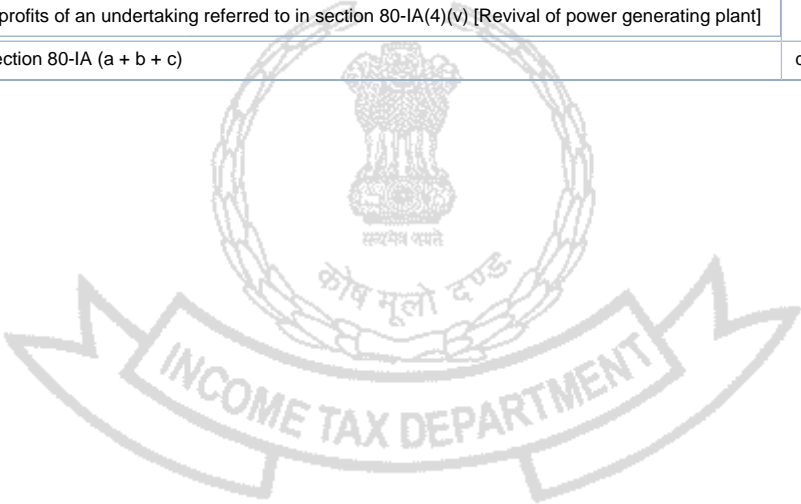 profits of an undertaking referred to in section 80-IA(4)(v) [Revival of power generating plant]
ection 80-IA (a + b + c)
सत्यमेव जयते
कोष मूलो दण्डः
INCOME TAX DEPARTMENT